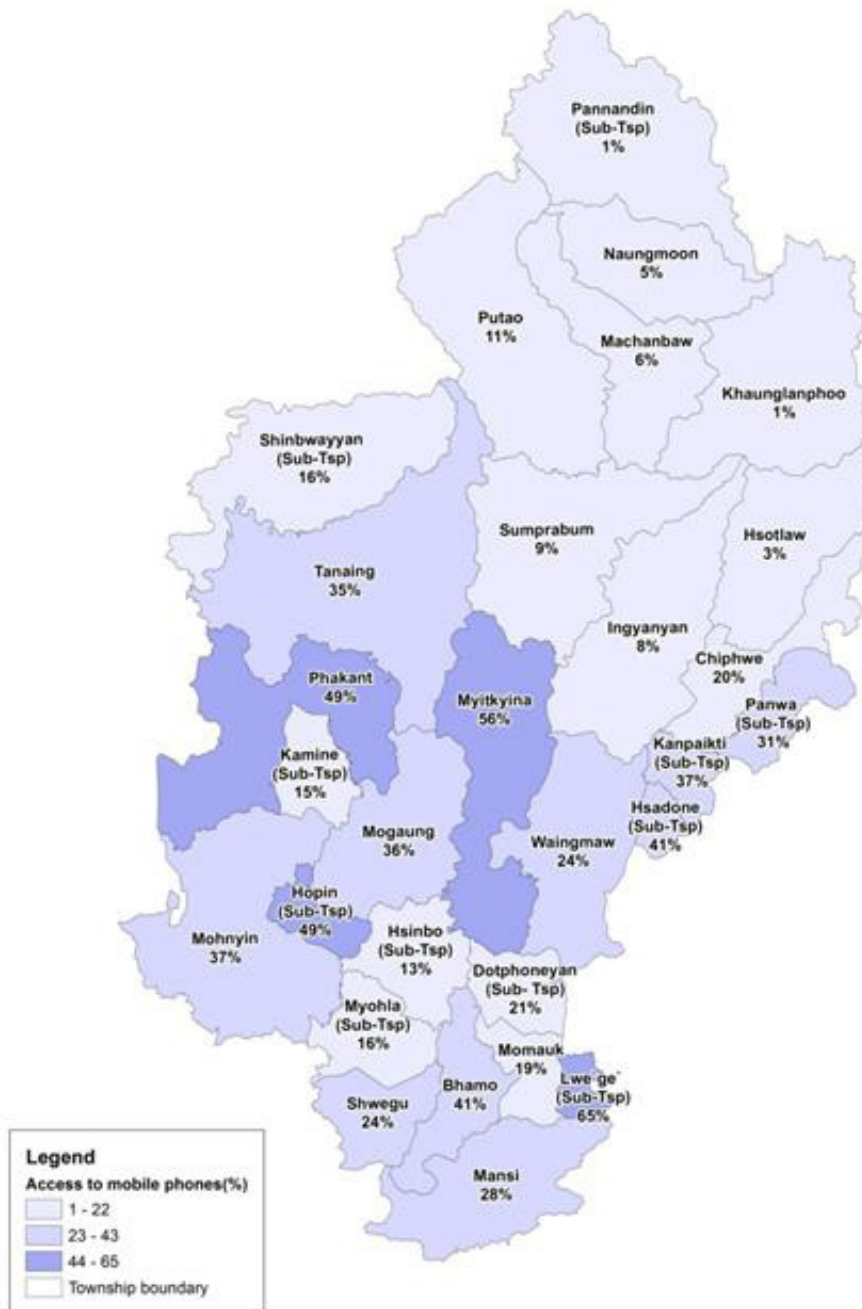 Pannandin
(Sub-Tsp)
1%
Naungmoon
5%
Putao
11%
Machanbaw
6%
Khaunglanphoo
1%
Shinbwayyan
(Sub-Tsp)
16%
Sumprabum
9%
Hsotlaw
3%
Tanaing
35%
Ingyanyan
8%
Chiphwe
20%
Phakant
49%
Myitkyina
56%
Panwa
(Sub-Tsp)
31%
Kanpaikti
(Sub-Tsp)
37%
Kamine
(Sub-Tsp)
15%
Hsadone
(Sub-Tsp)
41%
Mogaung
36%
Waingmaw
24%
Hopin
(Sub-Tsp)
49%
Mohnyin
37%
Hsinbo
(Sub-Tsp)
13%
Dotphoneyan
(Sub- Tsp)
21%
Myohla
(Sub-Tsp)
16%
Momauk
19%
Lwe'ge'
(Sub-Tsp)
65%
Bhamo
41%
Shwegu
24%
Mansi
28%
Legend
Access to mobile phones(%)
1 - 22
23 - 43
44 - 65
Township boundary